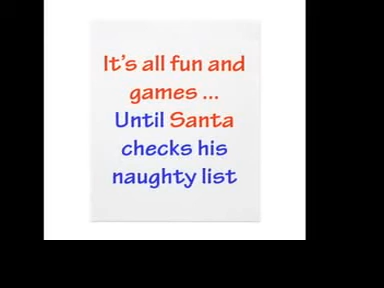 It's all fun and
games ...
Until Santa
checks his
naughty list